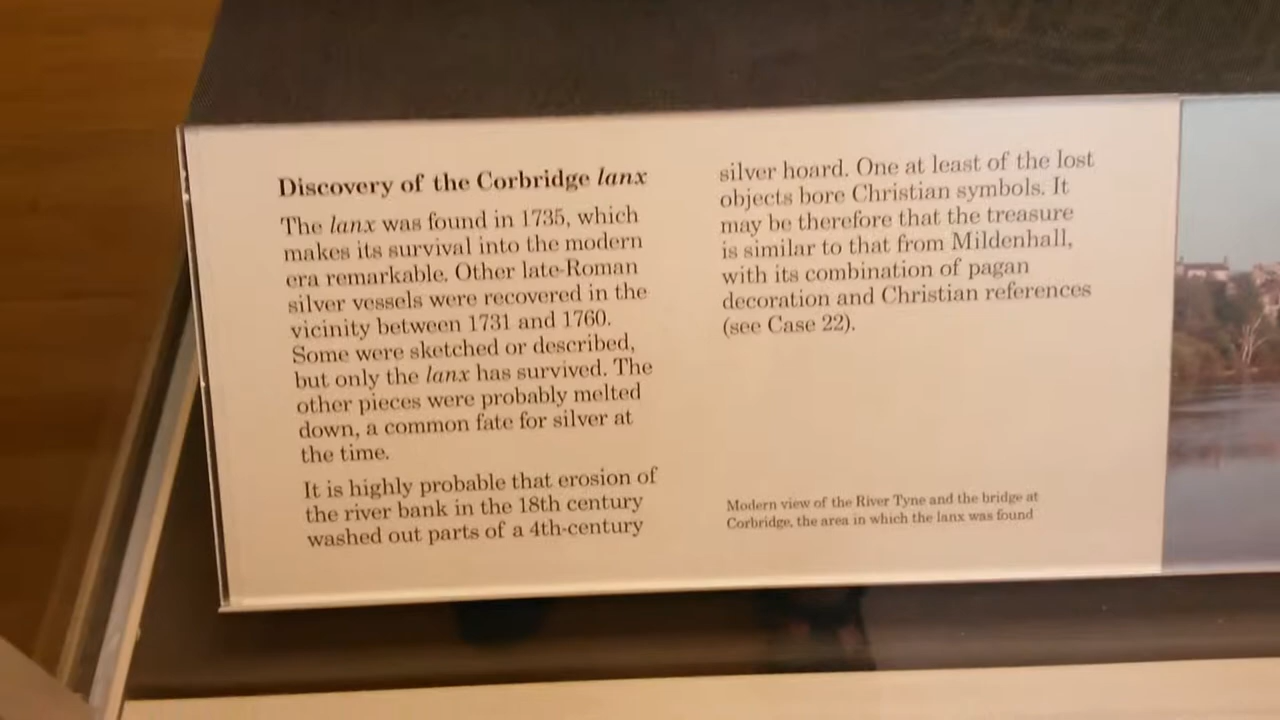 Discovery of the Corbridge lanx
The lanx was found in 1735, which
makes its survival into the modern
era remarkable. Other late-Roman
silver vessels were recovered in the
vicinity between 1731 and 1760.
Some were sketched or described,
but only the lanx has survived. The
other pieces were probably melted
down, a common fate for silver at
the time.
It is highly probable that erosion of
the river bank in the 18th century
washed out parts of a 4th-century
silver hoard. One at least of the lost
objects bore Christian symbols. It
may be therefore that the treasure
is similar to that from Mildenhall,
with its combination of pagan
decoration and Christian references
(see Case 22).
Modern view of the River Tyne and the bridge at
Corbridge, the area in which the lanx was found